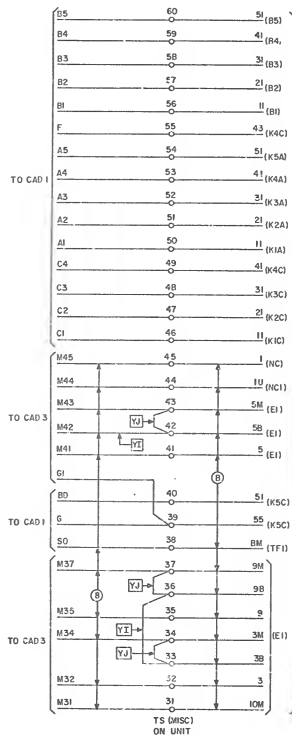 B5 60 51 (B5)
B4 59 41 (B4,
B3 58 31 (B3)
B2 57 21 (B2)
B1 56 11 (B1)
F 55 43 (K4C)
A5 54 51 (K5A)
TO CAD 1 A4 53 41 (K4A)
A3 52 31 (K3A)
A2 51 21 (K2A)
A1 50 11 (K1A)
C4 49 41 (K4C)
C3 48 31 (K3C)
C2 47 21 (K2C)
C1 46 11 (K1C)
M45 45 1 (NC)
M44 44 1U (NC1)
M43 43 5M (E1)
TO CAD 3 YJ
M42 42 5B (E1)
YI
M41 41 5 (E1)
G1
B
BD 40 51 (K5C)
TO CAD 1 G 39 55 (K5C)
SO 38 8M (TF1)
M37 37 9M
YJ
B 36 9B
M35 35 9
YI
TO CAD 3 M34 34 3M (E1)
YJ
33 3B
M32 32 3
M31 31 10M
TS (MISC)
ON UNIT